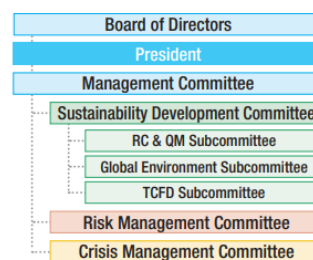 Board of Directors
President
Management Committee
Sustainability Development Committee
RC & QM Subcommittee
Global Environment Subcommittee
TCFD Subcommittee
Risk Management Committee
Crisis Management Committee